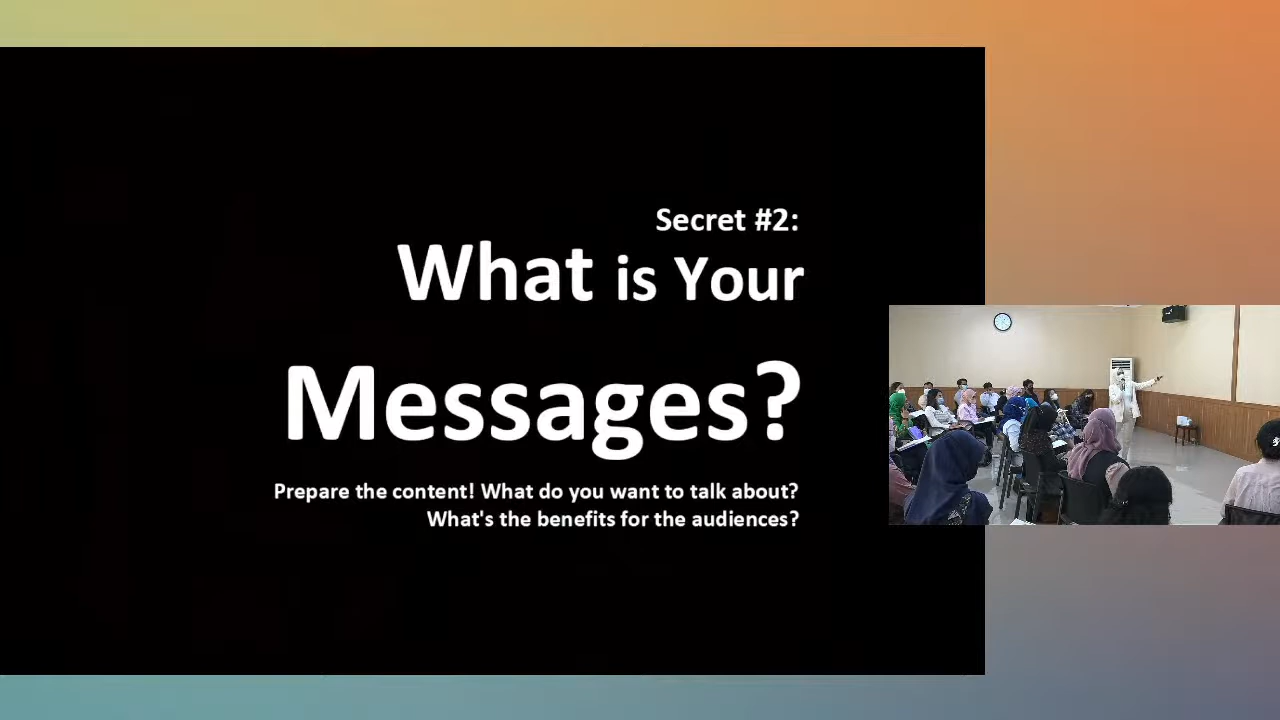 Secret #2:
What is Your
Messages?
Prepare the content! What do you want to talk about?
What's the benefits for the audiences?